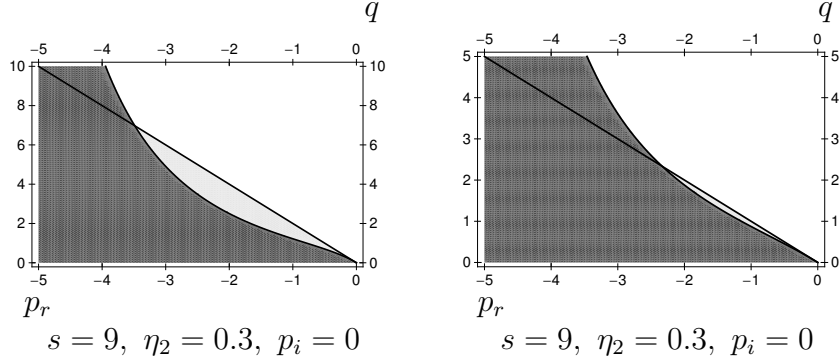 q q
−5 −4 −3 −2 −1 0 −5 −4 −3 −2 −1 0
10 10 5 5
8 8 4 4
6 6 3 3
4 4 2 2
2 2 1 1
0 0 0 0
−5 −4 −3 −2 −1 0 −5 −4 −3 −2 −1 0
p_r p_r
s = 9, η₂ = 0.3, p_i = 0 s = 9, η₂ = 0.3, p_i = 0